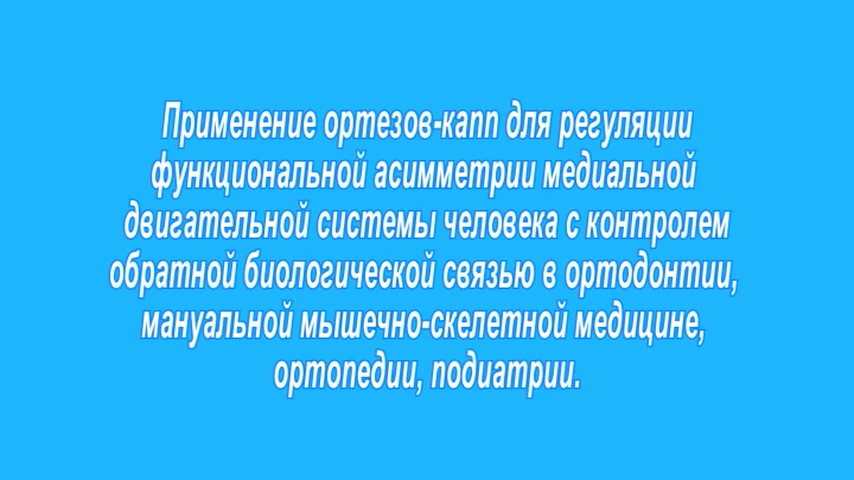 Применение ортезов-капп для регуляции
функциональной асимметрии медиальной
двигательной системы человека с контролем
обратной биологической связью в ортодонтии,
мануальной мышечно-скелетной медицине,
ортопедии, подиатрии.